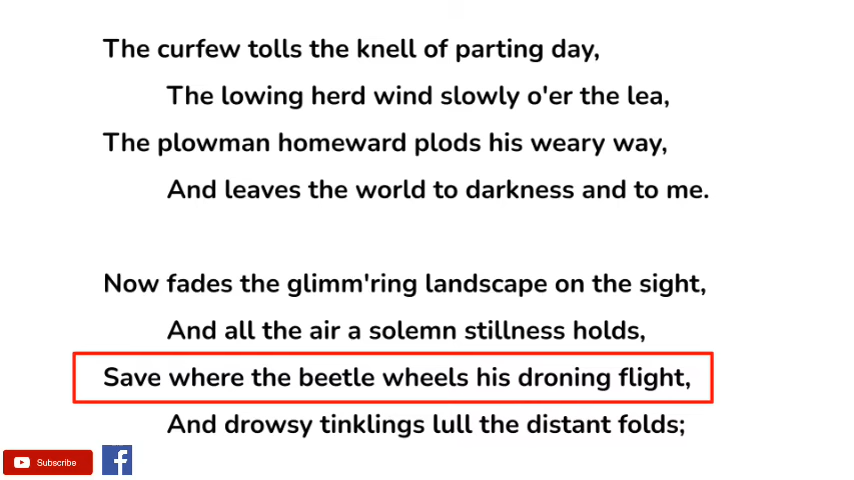 The curfew tolls the knell of parting day,
The lowing herd wind slowly o'er the lea,
The plowman homeward plods his weary way,
And leaves the world to darkness and to me.
Now fades the glimm'ring landscape on the sight,
And all the air a solemn stillness holds,
Save where the beetle wheels his droning flight,
And drowsy tinklings lull the distant folds;
Subscribe